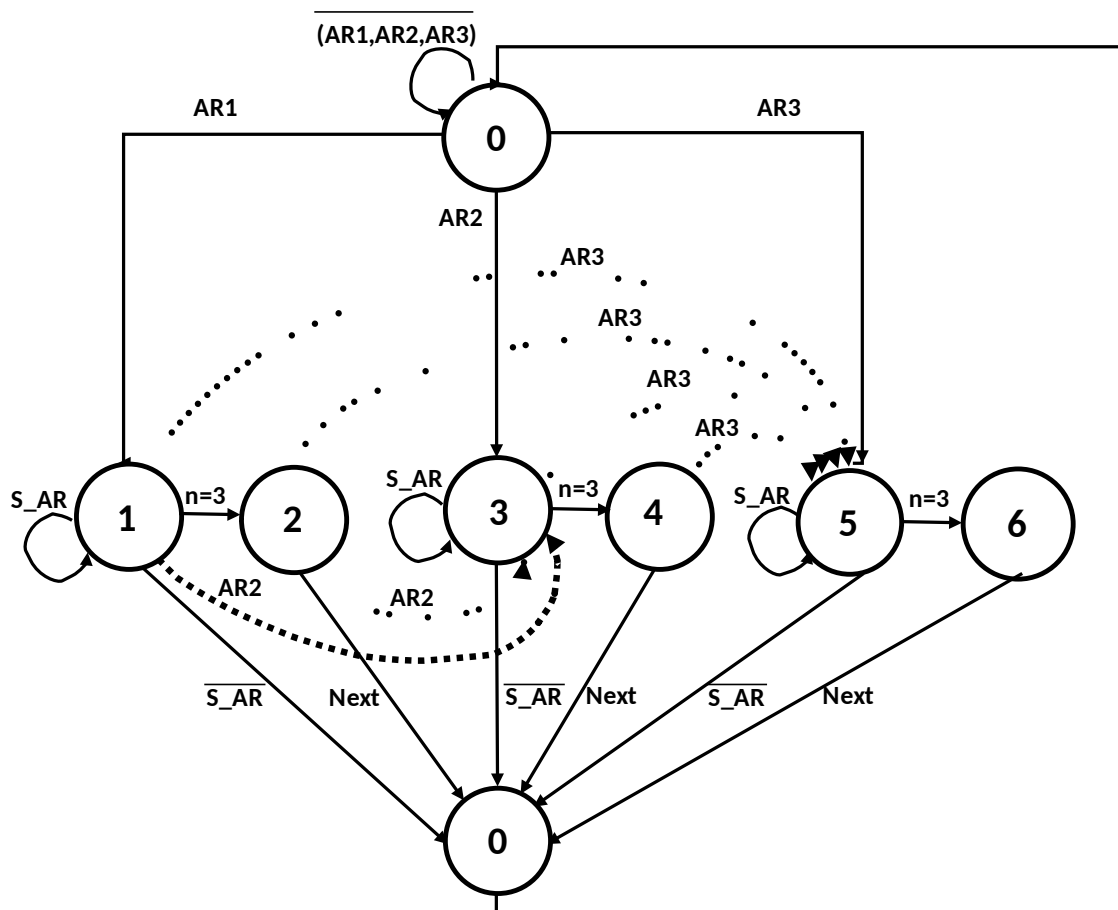 (AR1,AR2,AR3)
AR1
AR3
0
AR2
AR3
AR3
AR3
AR3
S_AR
n=3
S_AR
n=3
S_AR
n=3
1
2
3
4
5
6
AR2
AR2
S_AR
Next
S_AR
Next
S_AR
Next
0